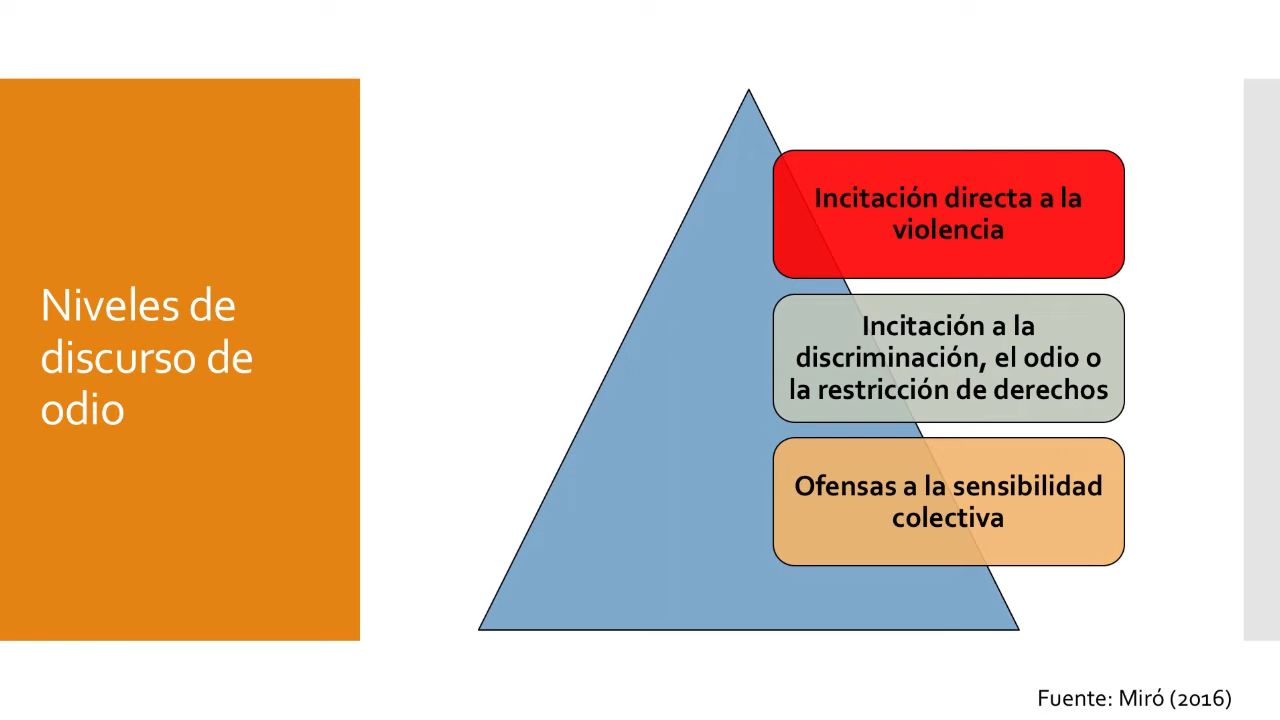 Niveles de
discurso de
odio
Incitación directa a la
violencia
Incitación a la
discriminación, el odio o
la restricción de derechos
Ofensas a la sensibilidad
colectiva
Fuente: Miró (2016)